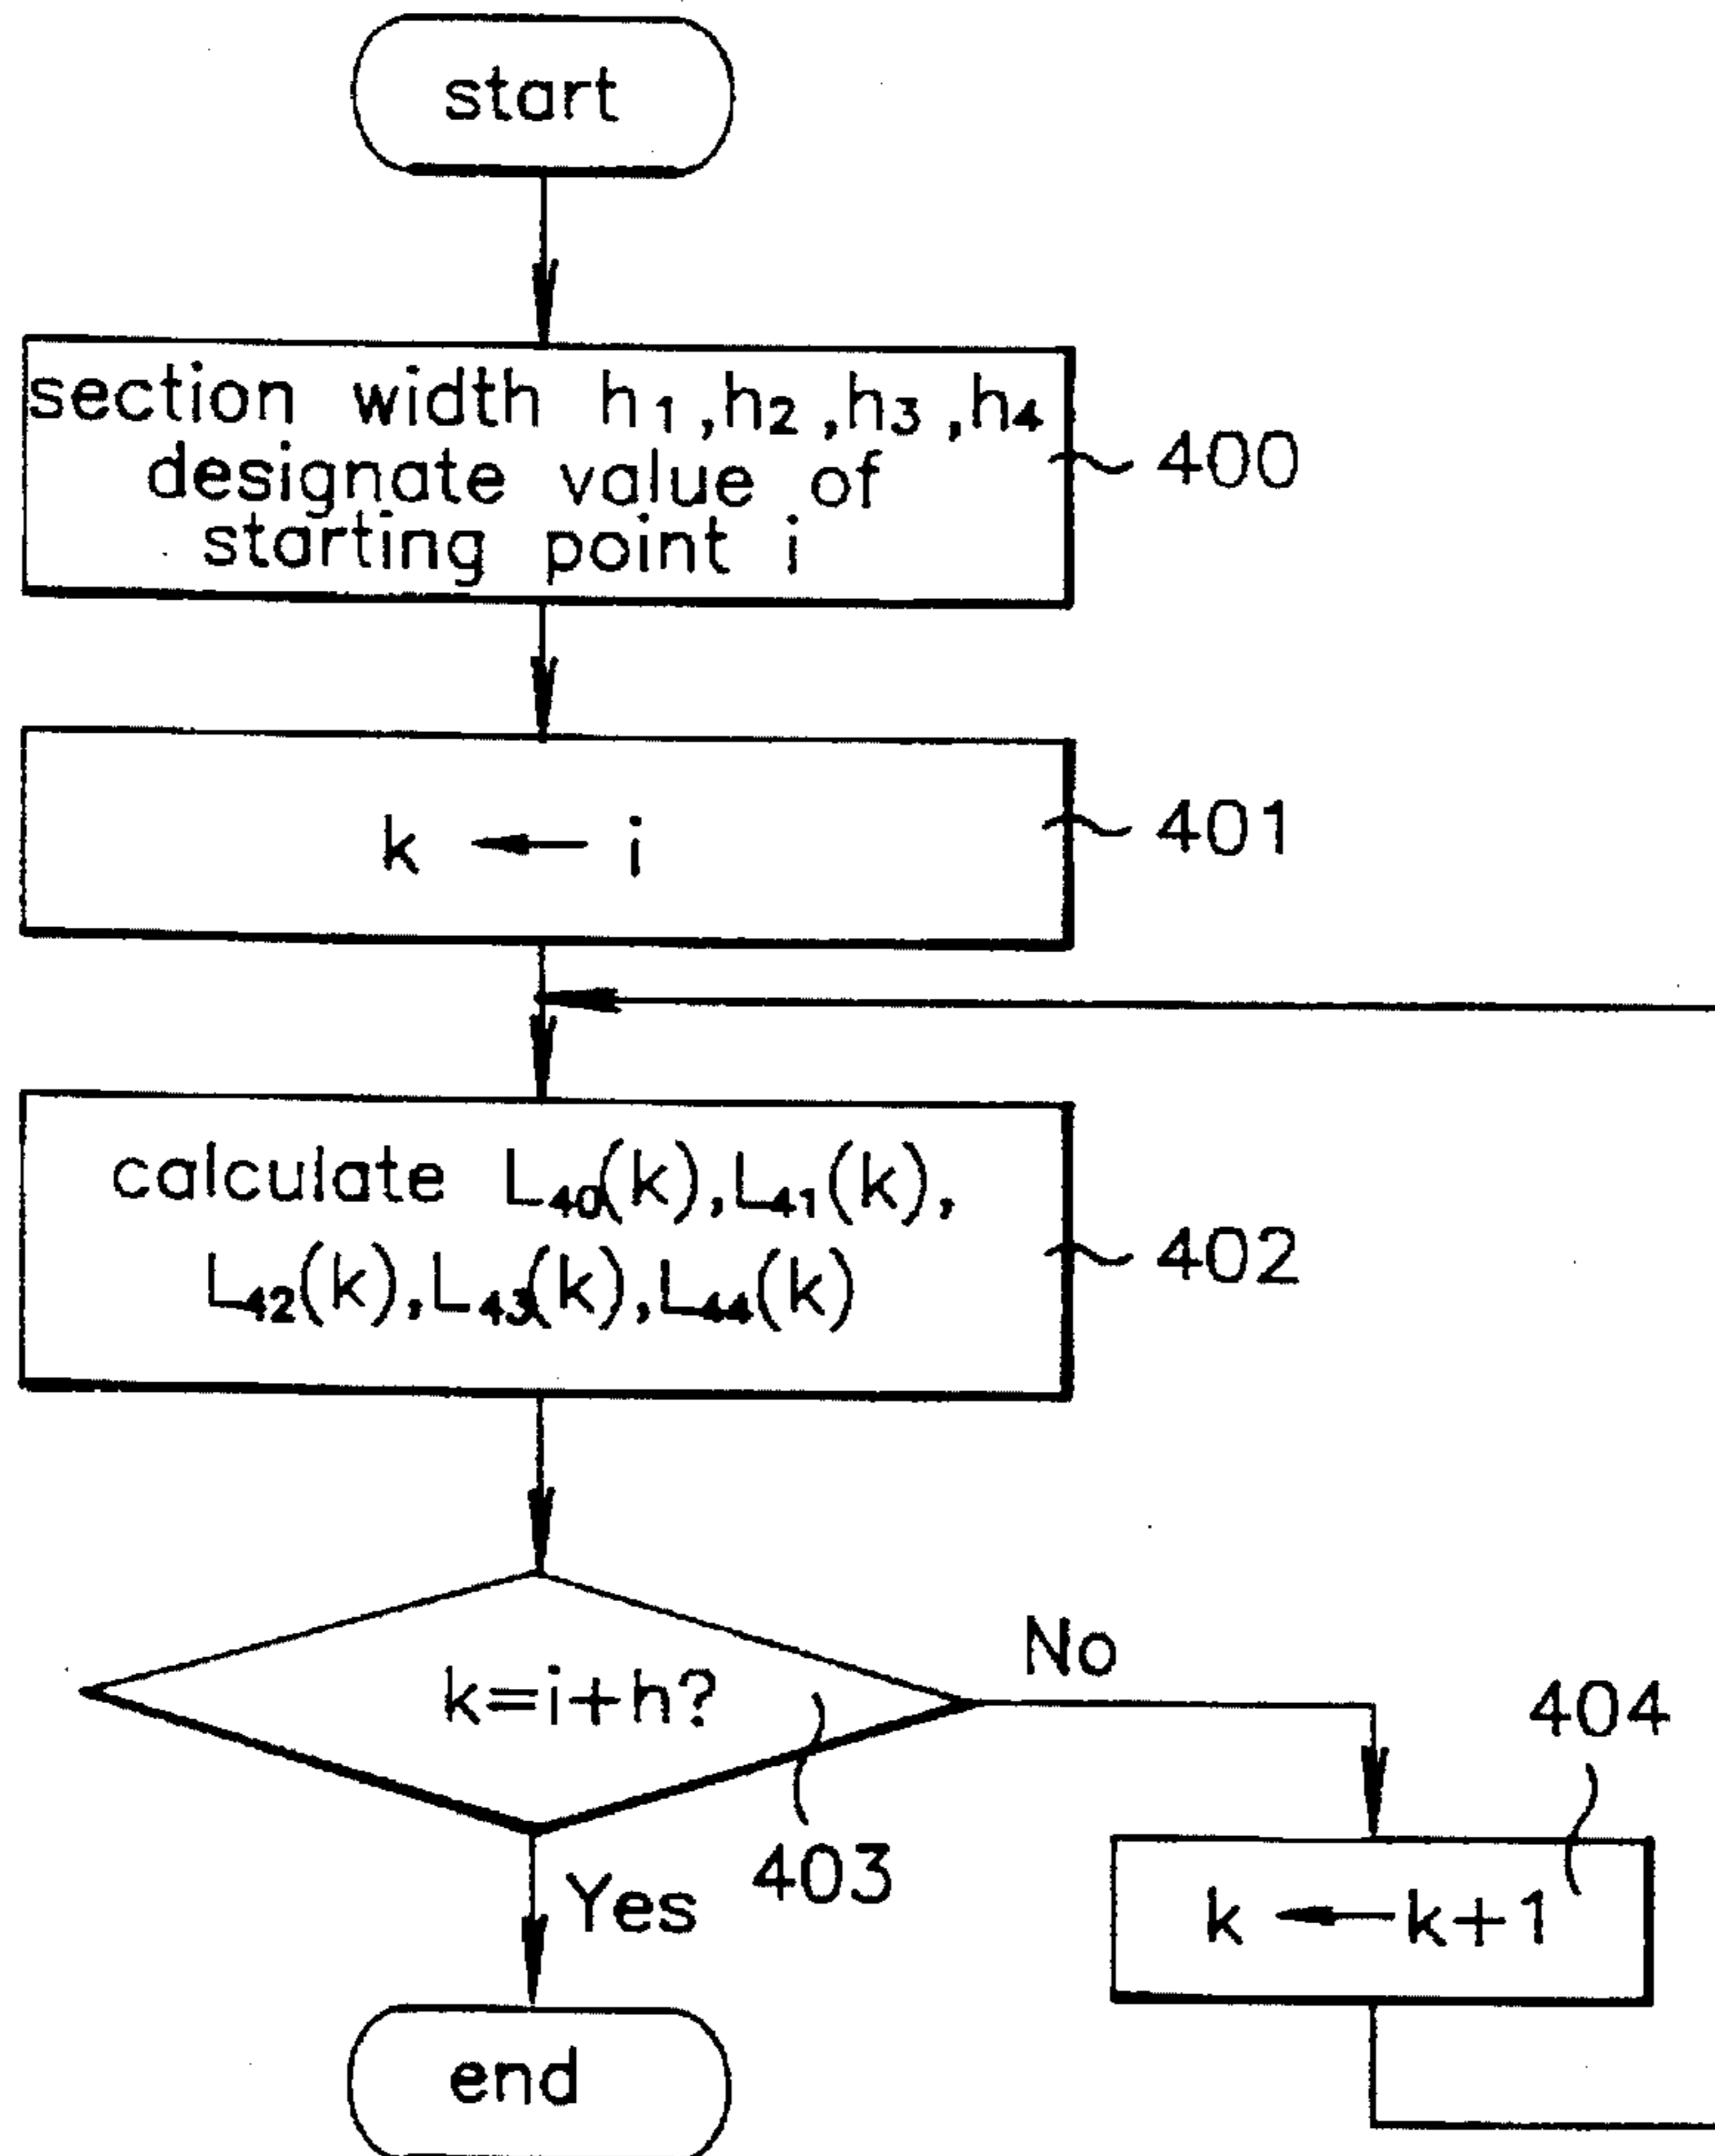 start
section width h₁,h₂,h₃,h₄
designate value of
starting point i
400
k ← i
401
calculate L₄₀(k),L₄₁(k),
L₄₂(k),L₄₃(k),L₄₄(k)
402
k=i+h?
No
403
404
k ← k+1
Yes
end